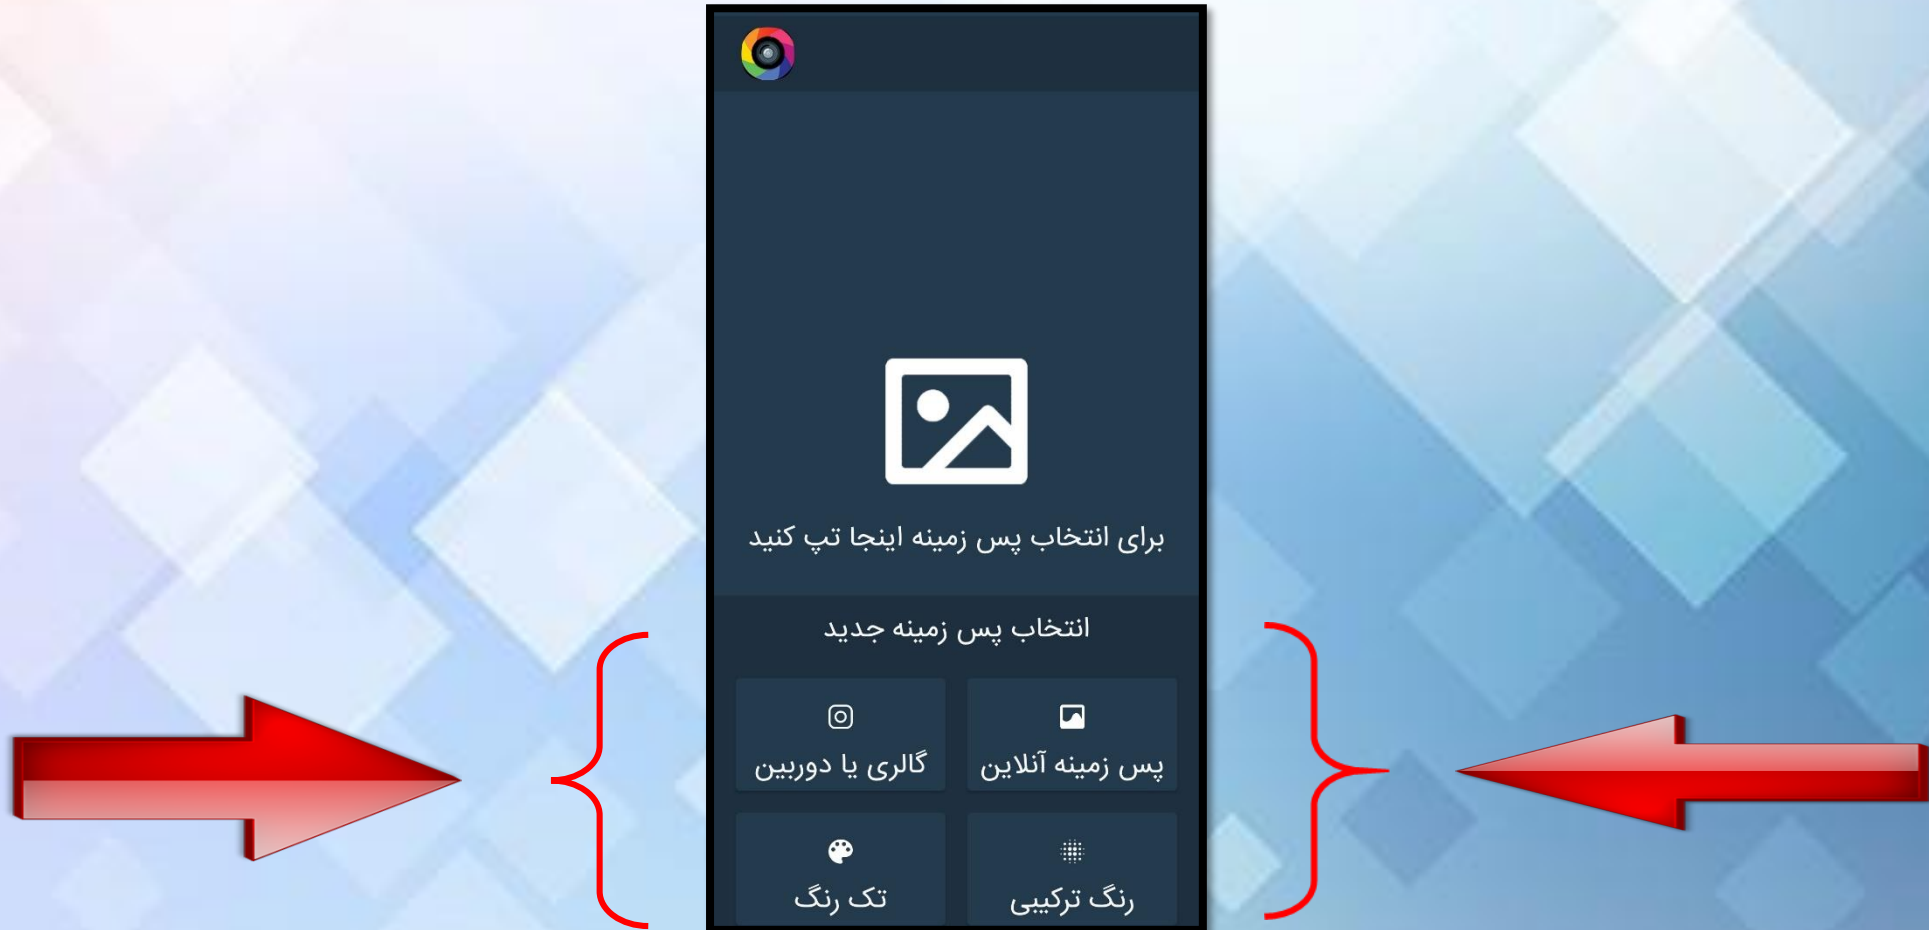 برای انتخاب پس زمینه اینجا تپ کنید
انتخاب پس زمینه جدید
پس زمینه آنلاین
گالری یا دوربین
رنگ ترکیبی
تک رنگ